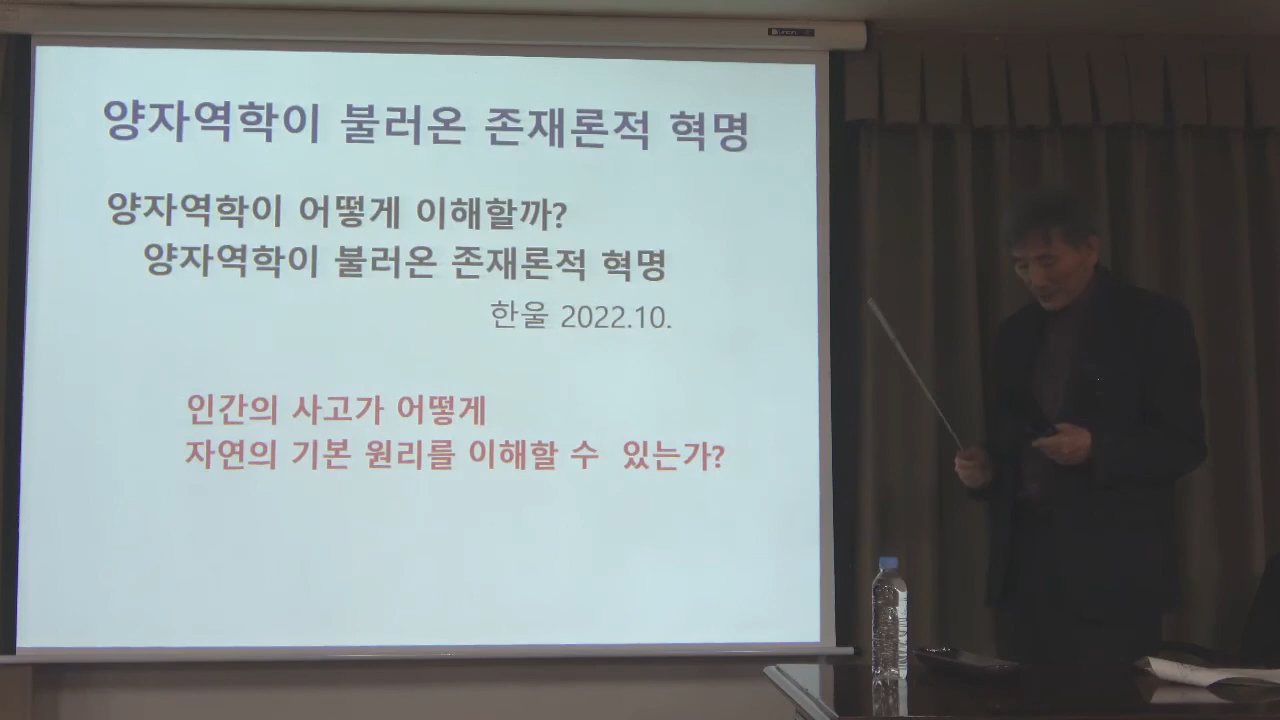 양자역학이 불러온 존재론적 혁명
양자역학이 어떻게 이해할까?
양자역학이 불러온 존재론적 혁명
한울 2022.10.
인간의 사고가 어떻게
자연의 기본 원리를 이해할 수 있는가?